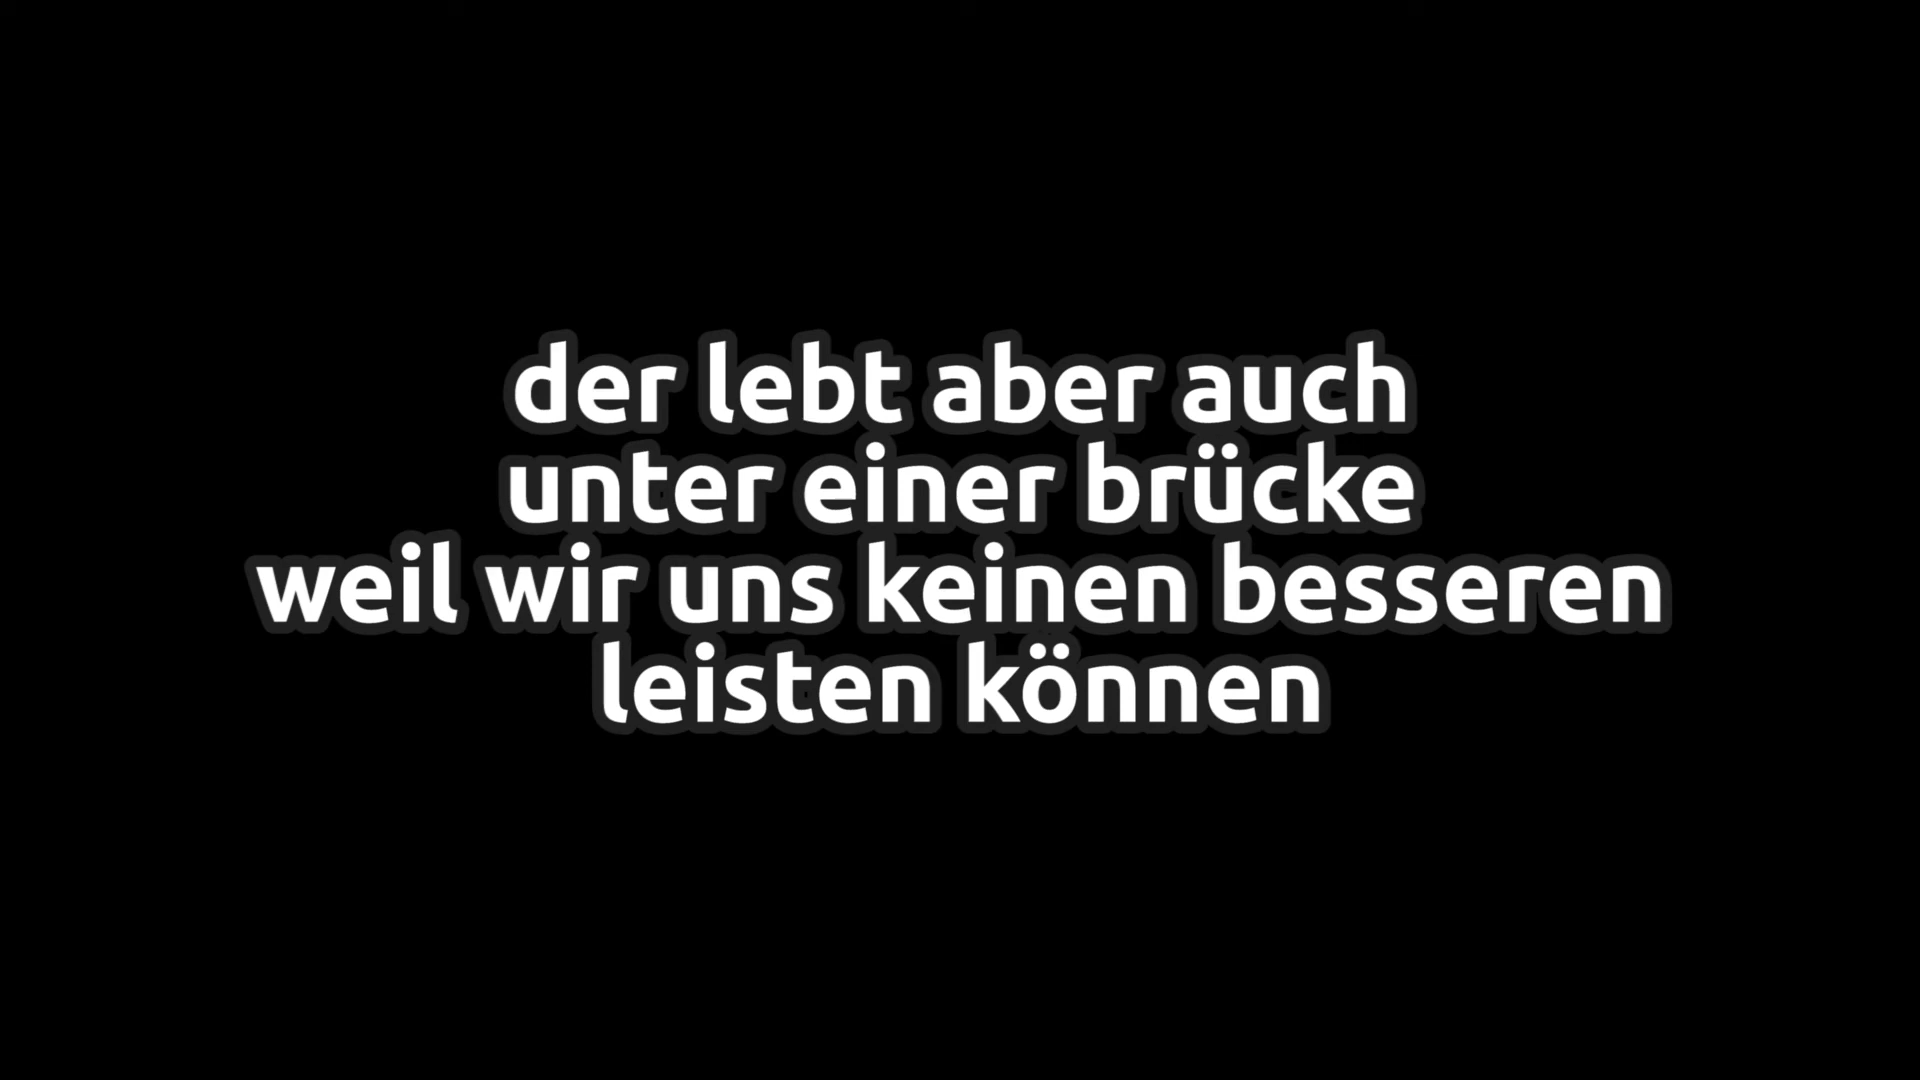 der lebt aber auch
unter einer brücke
weil wir uns keinen besseren
leisten können